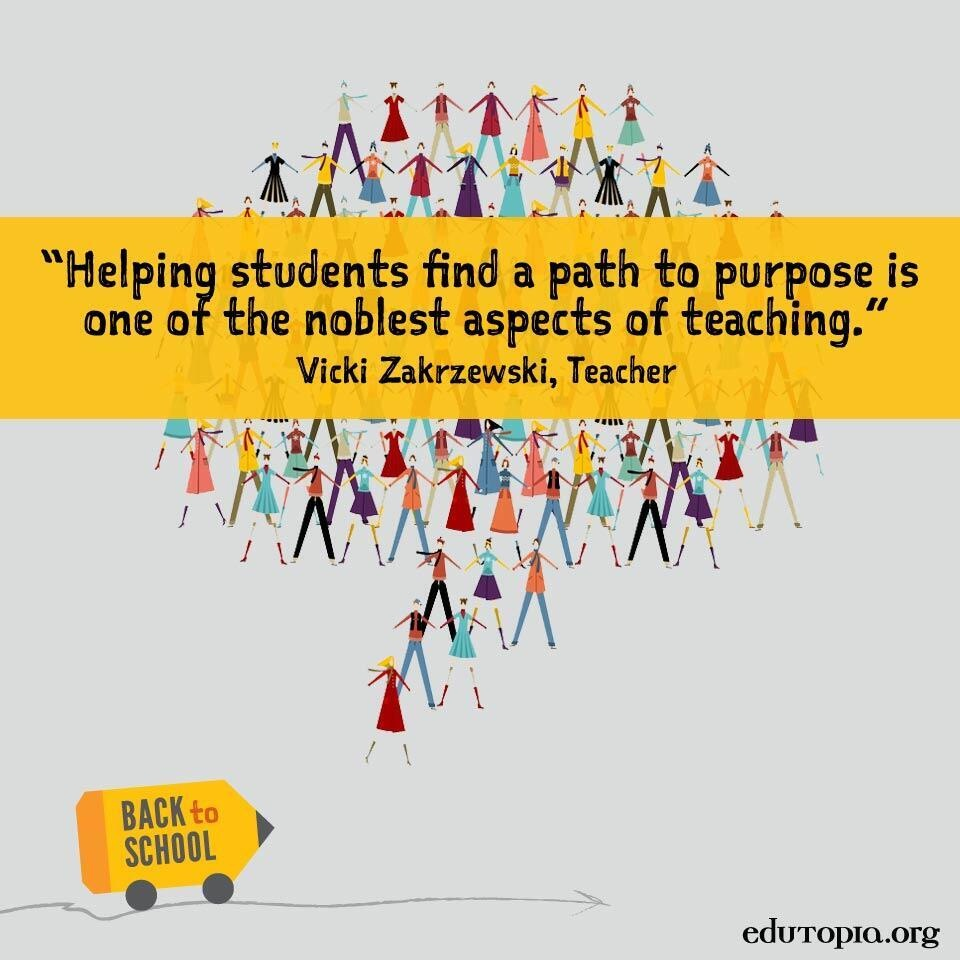 “Helping students find a path to purpose is
one of the noblest aspects of teaching.“
Vicki Zakrzewski, Teacher
BACK to
SCHOOL
edutopia.org